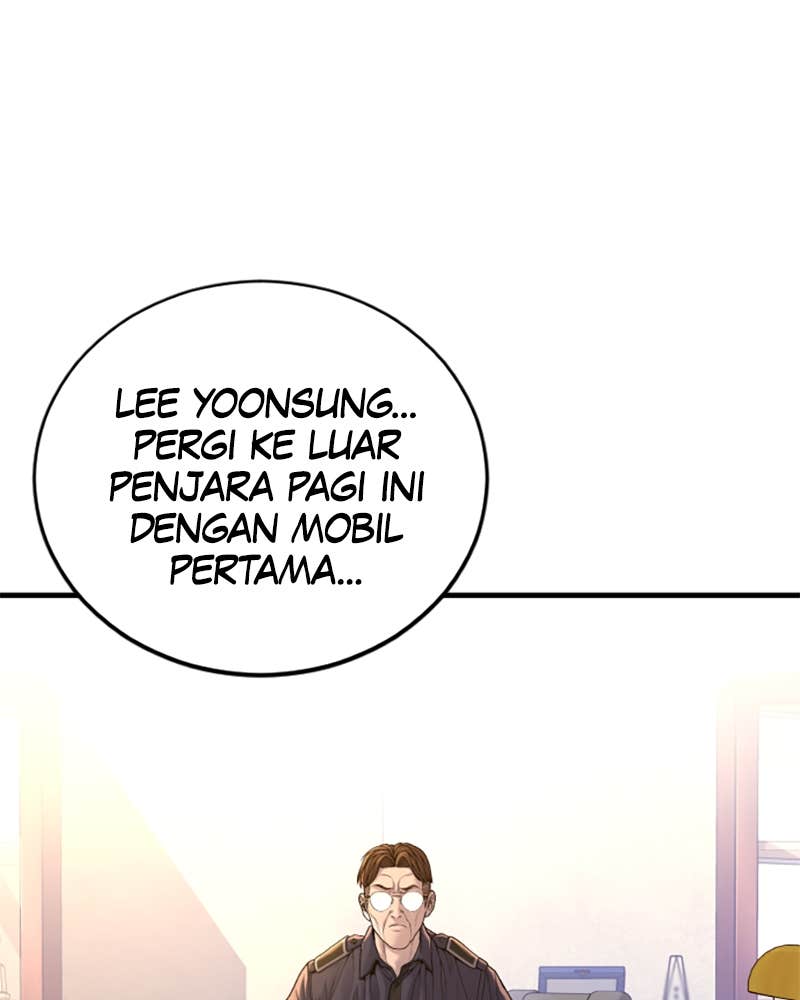 LEE YOONSUNG...
PERGI KE LUAR
PENJARA PAGI INI
DENGAN MOBIL
PERTAMA...